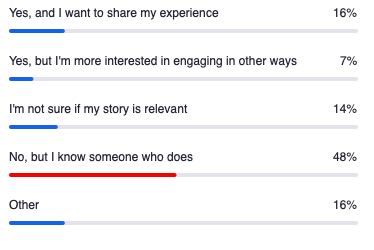 Yes, and I want to share my experience 16%
Yes, but I'm more interested in engaging in other ways 7%
I'm not sure if my story is relevant 14%
No, but I know someone who does 48%
Other 16%